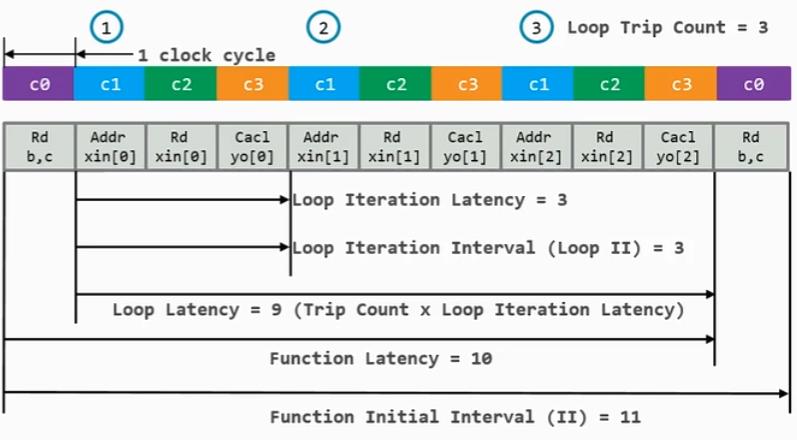 1 2 3 Loop Trip Count = 3
1 clock cycle
c0 c1 c2 c3 c1 c2 c3 c1 c2 c3 c0
Rd Addr Rd Cacl Addr Rd Cacl Addr Rd Cacl Rd
b,c xin[0] xin[0] yo[0] xin[1] xin[1] yo[1] xin[2] xin[2] yo[2] b,c
Loop Iteration Latency = 3
Loop Iteration Interval (Loop II) = 3
Loop Latency = 9 (Trip Count x Loop Iteration Latency)
Function Latency = 10
Function Initial Interval (II) = 11